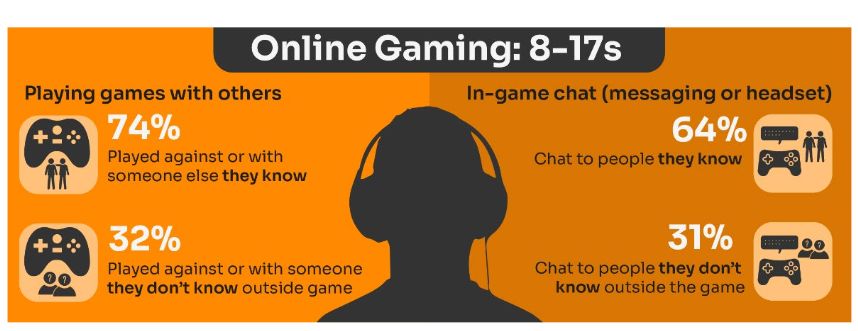 Online Gaming: 8-17s
Playing games with others
74%
Played against or with
someone else they know
32%
Played against or with someone
they don't know outside game
In-game chat (messaging or headset)
64%
Chat to people they know
31%
Chat to people they don't
know outside the game